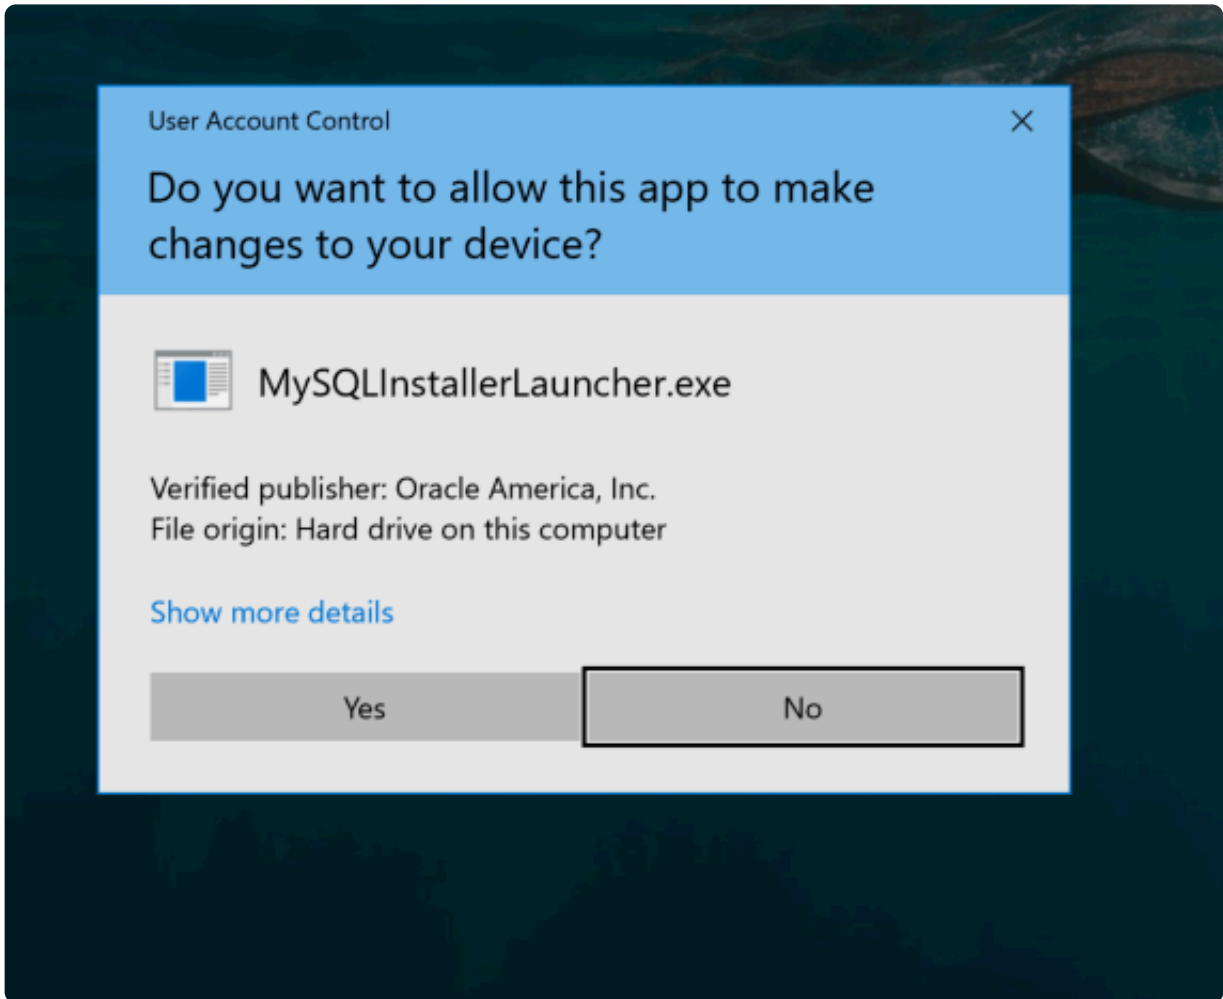 User Account Control
Do you want to allow this app to make
changes to your device?
MySQLInstallerLauncher.exe
Verified publisher: Oracle America, Inc.
File origin: Hard drive on this computer
Show more details
Yes
No